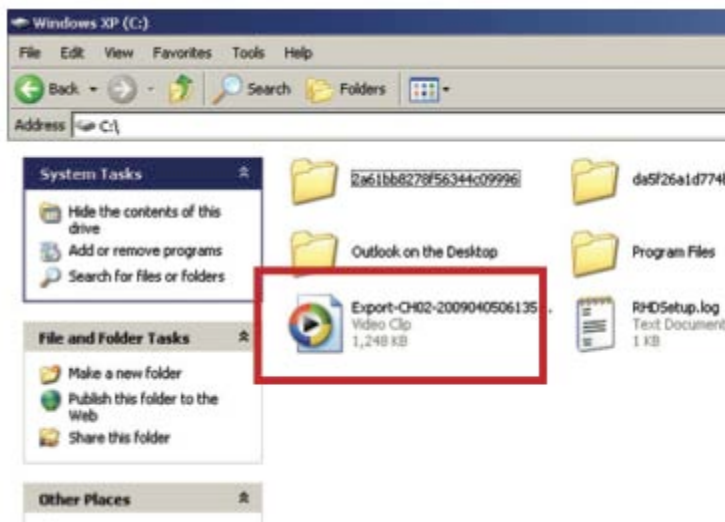 Windows XP (C:)
File Edit View Favorites Tools Help
Back Search Folders
Address C:\
System Tasks
Hide the contents of this
drive
Add or remove programs
Search for files or folders
File and Folder Tasks
Make a new folder
Publish this folder to the
Web
Share this folder
Other Places
2a61bb8278f56344c09996
da5f26a1d774
Outlook on the Desktop
Program Files
Export-CH02-2009040506135...
Video Clip
1,248 KB
RHDSetup.log
Text Document
1 KB